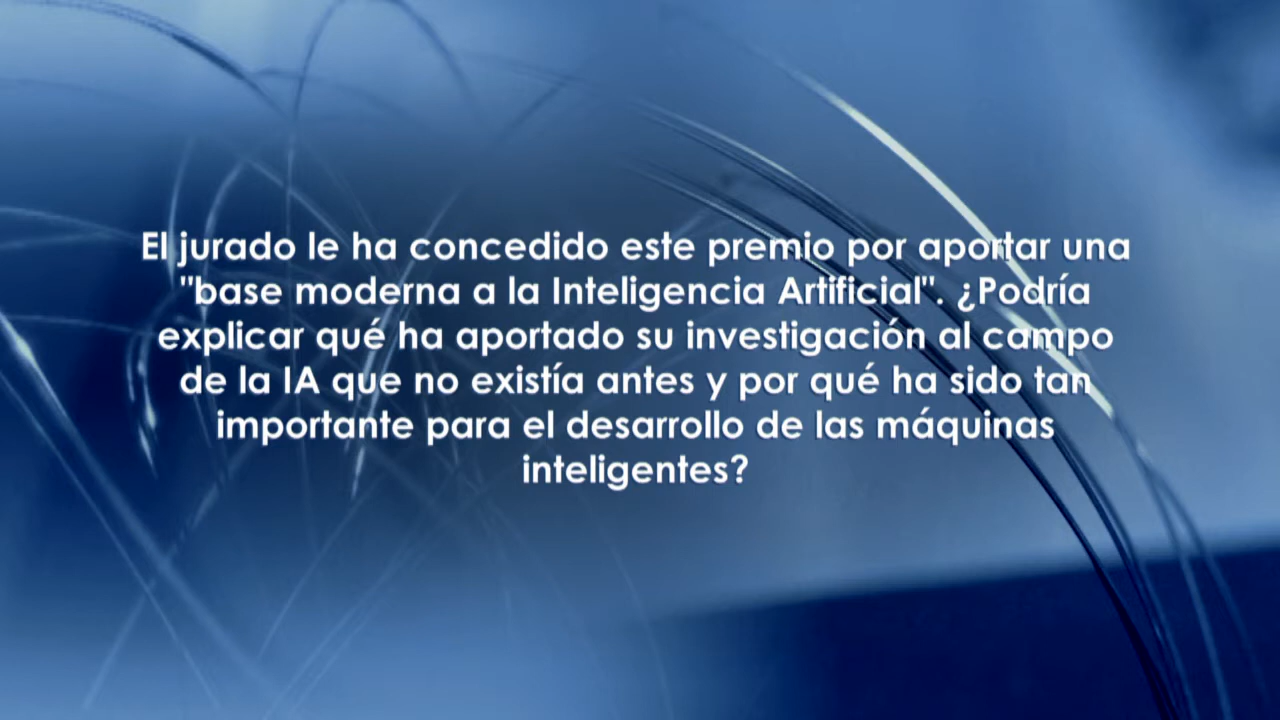 El jurado le ha concedido este premio por aportar una
"base moderna a la Inteligencia Artificial". ¿Podría
explicar qué ha aportado su investigación al campo
de la IA que no existía antes y por qué ha sido tan
importante para el desarrollo de las máquinas
inteligentes?